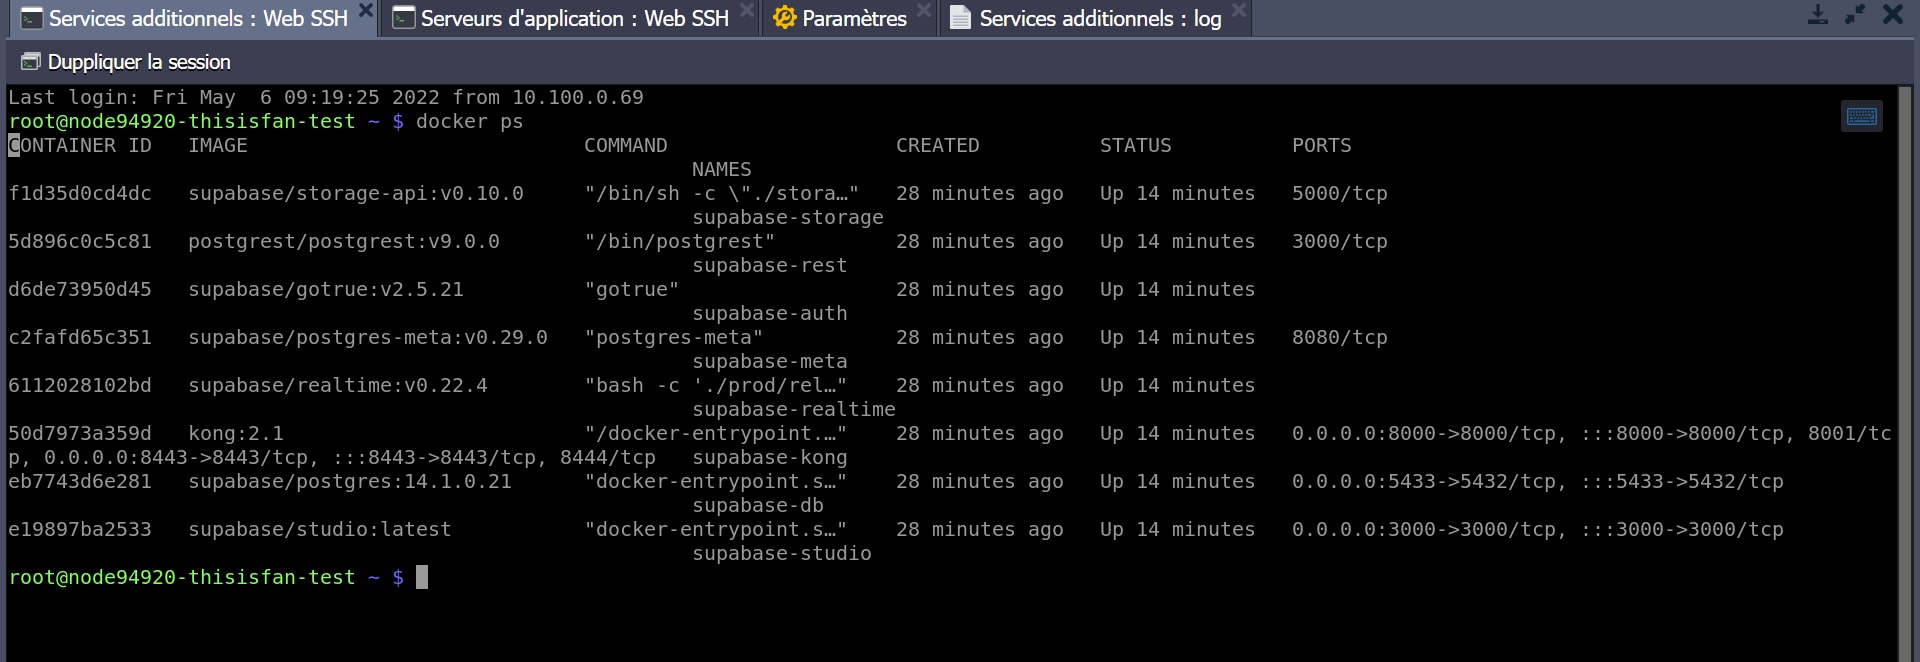 Services additionnels : Web SSH Serveurs d'application : Web SSH Paramètres Services additionnels : log
Duppliquer la session
Last login: Fri May  6 09:19:25 2022 from 10.100.0.69
root@node94920-thisisfan-test ~ $ docker ps
CONTAINER ID   IMAGE                            COMMAND                   CREATED          STATUS          PORTS
NAMES
f1d35d0cd4dc   supabase/storage-api:v0.10.0     "/bin/sh -c \"./stora…"   28 minutes ago   Up 14 minutes   5000/tcp
supabase-storage
5d896c0c5c81   postgrest/postgrest:v9.0.0       "/bin/postgrest"          28 minutes ago   Up 14 minutes   3000/tcp
supabase-rest
d6de73950d45   supabase/gotrue:v2.5.21          "gotrue"                  28 minutes ago   Up 14 minutes
supabase-auth
c2fafd65c351   supabase/postgres-meta:v0.29.0   "postgres-meta"           28 minutes ago   Up 14 minutes   8080/tcp
supabase-meta
6112028102bd   supabase/realtime:v0.22.4        "bash -c './prod/rel…"    28 minutes ago   Up 14 minutes
supabase-realtime
50d7973a359d   kong:2.1                         "/docker-entrypoint.…"    28 minutes ago   Up 14 minutes   0.0.0.0:8000->8000/tcp, :::8000->8000/tcp, 8001/tc
p, 0.0.0.0:8443->8443/tcp, :::8443->8443/tcp, 8444/tcp   supabase-kong
eb7743d6e281   supabase/postgres:14.1.0.21      "docker-entrypoint.s…"    28 minutes ago   Up 14 minutes   0.0.0.0:5433->5432/tcp, :::5433->5432/tcp
supabase-db
e19897ba2533   supabase/studio:latest           "docker-entrypoint.s…"    28 minutes ago   Up 14 minutes   0.0.0.0:3000->3000/tcp, :::3000->3000/tcp
supabase-studio
root@node94920-thisisfan-test ~ $